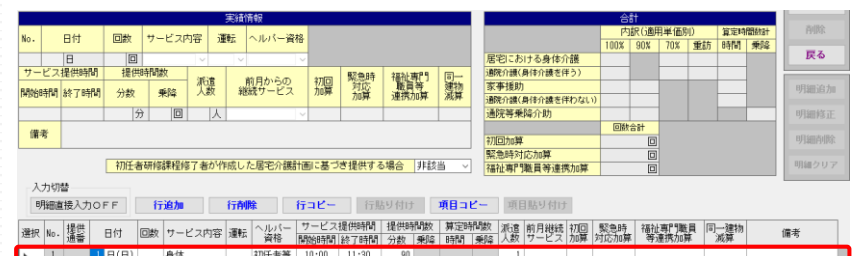 実績情報
No. 日付 回数 サービス内容 運転 ヘルパー資格
日 回
サービス提供時間 提供時間数 派遣人数 前月からの継続サービス 初回加算 緊急時対応加算 福祉専門職員等連携加算 同一建物減算
開始時間 終了時間 分数 乗降
分 回 人
備考
合計
内訳(適用単価別) 算定時間数計
100% 90% 70% 重訪 時間 乗降
居宅における身体介護
通院介護(身体介護を伴う)
家事援助
通院介護(身体介護を伴わない)
通院等乗降介助
回数合計
初回加算 回
緊急時対応加算 回
福祉専門職員等連携加算 回
削除
戻る
明細追加
明細修正
明細削除
明細クリア
初任者研修課程修了者が作成した居宅介護計画に基づき提供する場合 非該当
入力切替
明細直接入力OFF 行追加 行削除 行コピー 行貼り付け 項目コピー 項目貼り付け
選択 No. 提供通番 日付 回数 サービス内容 運転 ヘルパー資格 サービス提供時間 提供時間数 算定時間数 派遣人数 前月継続サービス 初回加算 緊急時対応加算 福祉専門職員等連携加算 同一建物減算 備考
開始時間 終了時間 分数 乗降 時間 乗降
1 1 日(日) 身体 初任者等 10:00 11:30 90 1